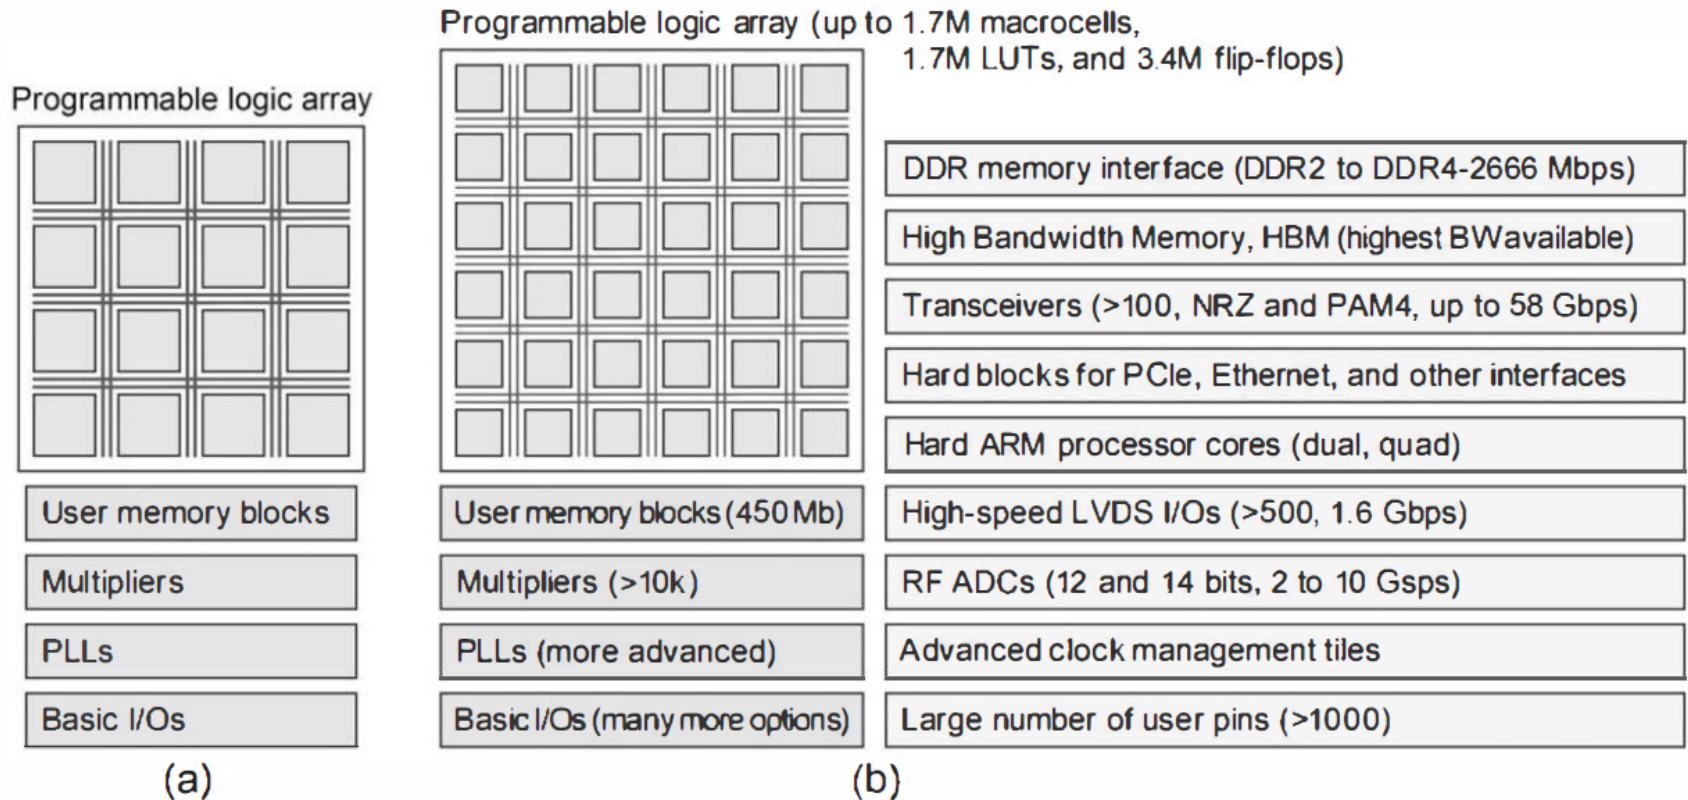 Programmable logic array (up to 1.7M macrocells,
1.7M LUTs, and 3.4M flip-flops)
Programmable logic array
User memory blocks
Multipliers
PLLs
Basic I/Os
(a)
User memory blocks (450 Mb)
Multipliers (>10k)
PLLs (more advanced)
Basic I/Os (many more options)
DDR memory interface (DDR2 to DDR4-2666 Mbps)
High Bandwidth Memory, HBM (highest BWavailable)
Transceivers (>100, NRZ and PAM4, up to 58 Gbps)
Hard blocks for PCIe, Ethernet, and other interfaces
Hard ARM processor cores (dual, quad)
High-speed LVDS I/Os (>500, 1.6 Gbps)
RF ADCs (12 and 14 bits, 2 to 10 Gsps)
Advanced clock management tiles
Large number of user pins (>1000)
(b)